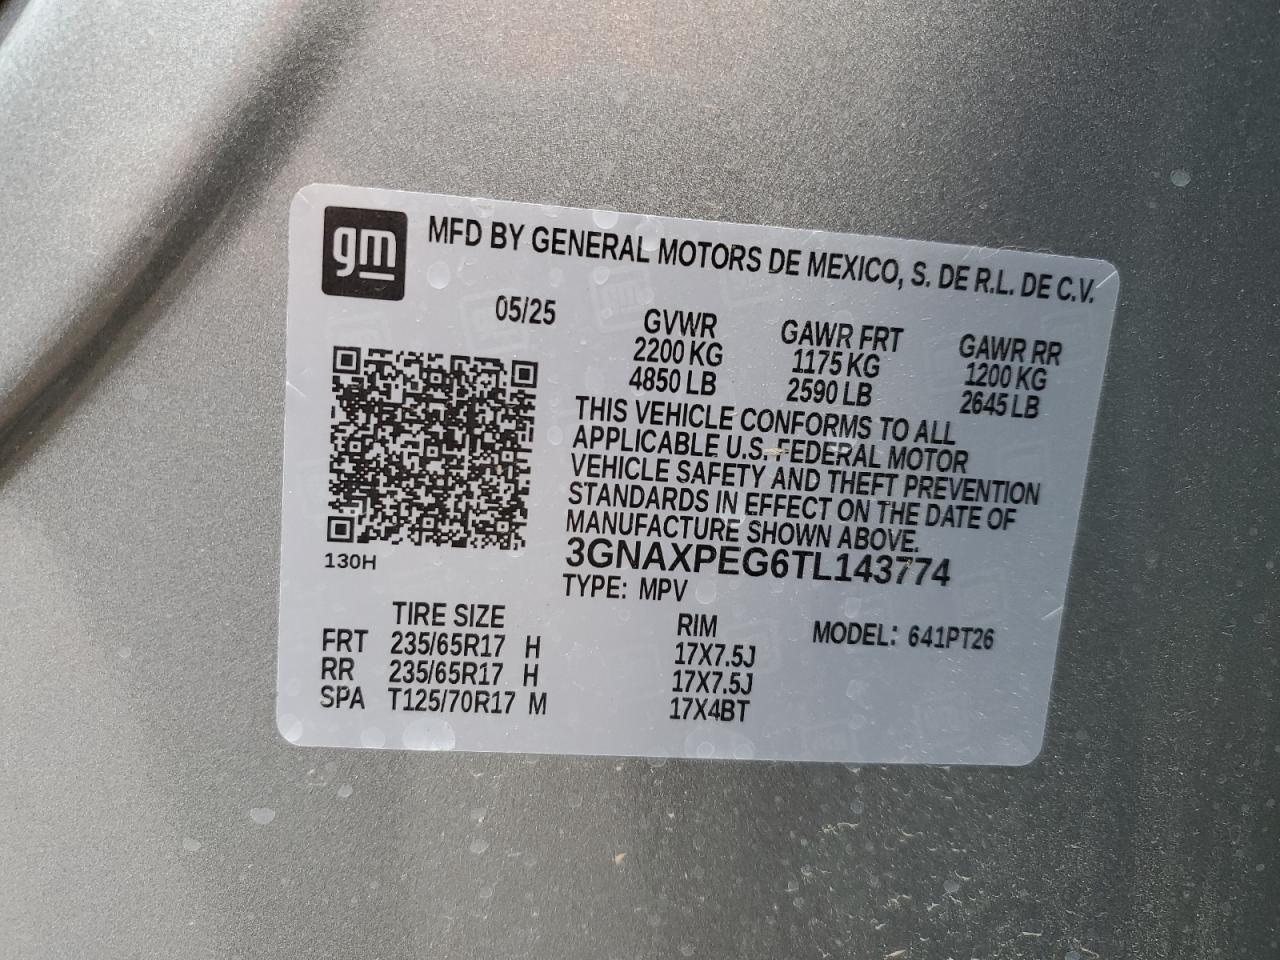 gm
MFD BY GENERAL MOTORS DE MEXICO, S. DE R.L. DE C.V.
05/25
GVWR GAWR FRT GAWR RR
2200 KG 1175 KG 1200 KG
4850 LB 2590 LB 2645 LB
THIS VEHICLE CONFORMS TO ALL
APPLICABLE U.S. FEDERAL MOTOR
VEHICLE SAFETY AND THEFT PREVENTION
STANDARDS IN EFFECT ON THE DATE OF
MANUFACTURE SHOWN ABOVE.
3GNAXPEG6TL143774
130H
TYPE: MPV
TIRE SIZE RIM MODEL: 641PT26
FRT 235/65R17 H 17X7.5J
RR 235/65R17 H 17X7.5J
SPA T125/70R17 M 17X4BT